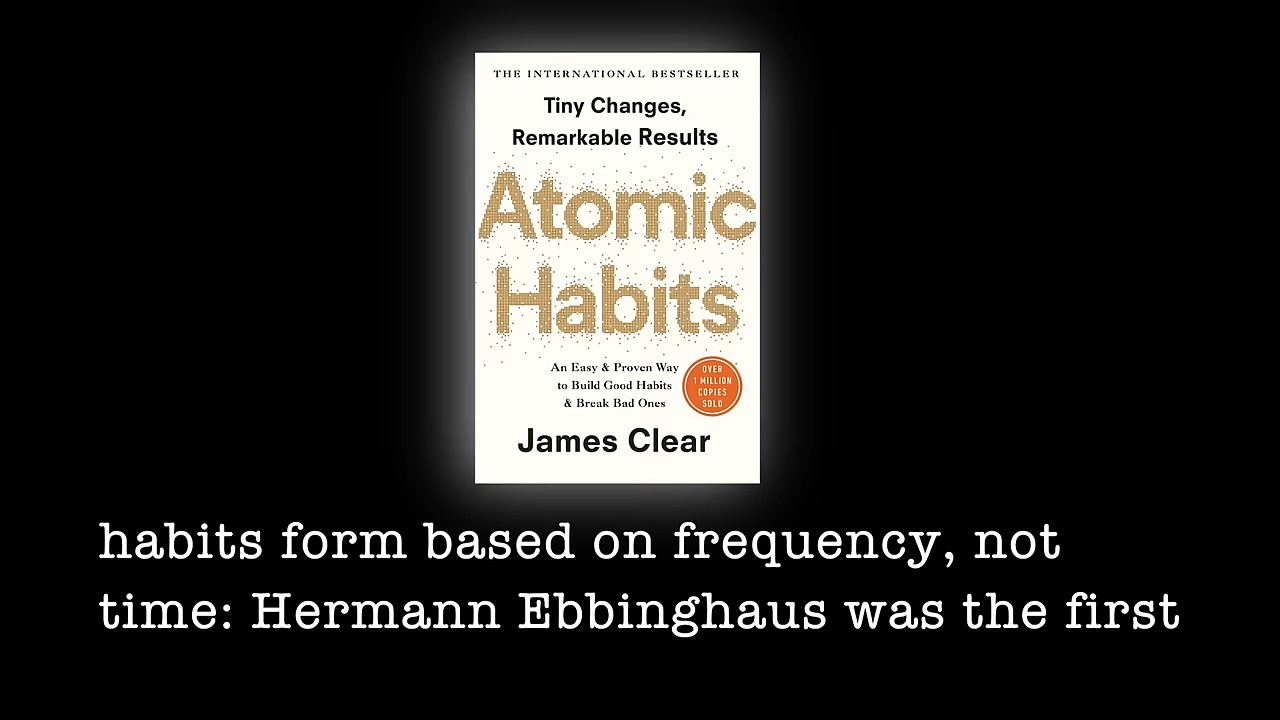 THE INTERNATIONAL BESTSELLER
Tiny Changes,
Remarkable Results
Atomic
Habits
An Easy & Proven Way
to Build Good Habits
& Break Bad Ones
OVER
1 MILLION
COPIES
SOLD
James Clear
habits form based on frequency, not
time: Hermann Ebbinghaus was the first